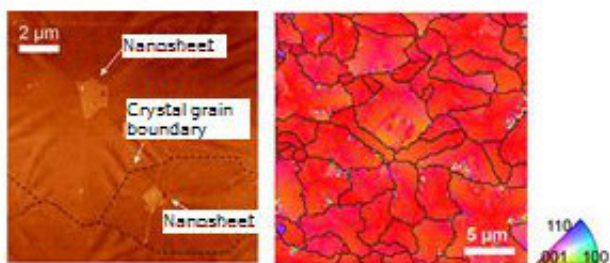 2 μm
Nanosheet
Crystal grain
boundary
Nanosheet
5 μm
110
001 100